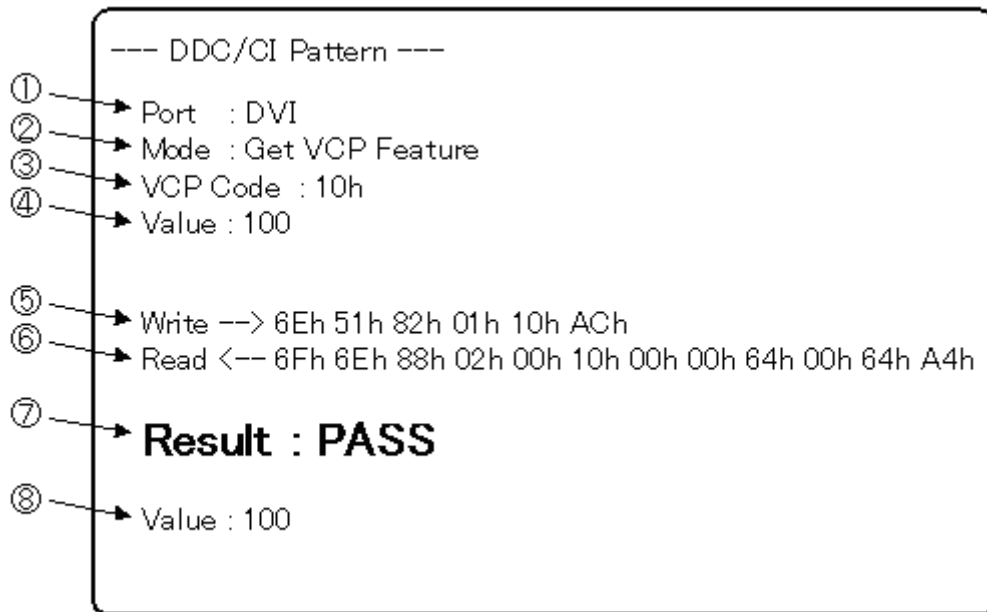 --- DDC/CI Pattern ---
① Port : DVI
② Mode : Get VCP Feature
③ VCP Code : 10h
④ Value : 100
⑤ Write --> 6Eh 51h 82h 01h 10h ACh
⑥ Read <-- 6Fh 6Eh 88h 02h 00h 10h 00h 00h 64h 00h 64h A4h
⑦ Result : PASS
⑧ Value : 100